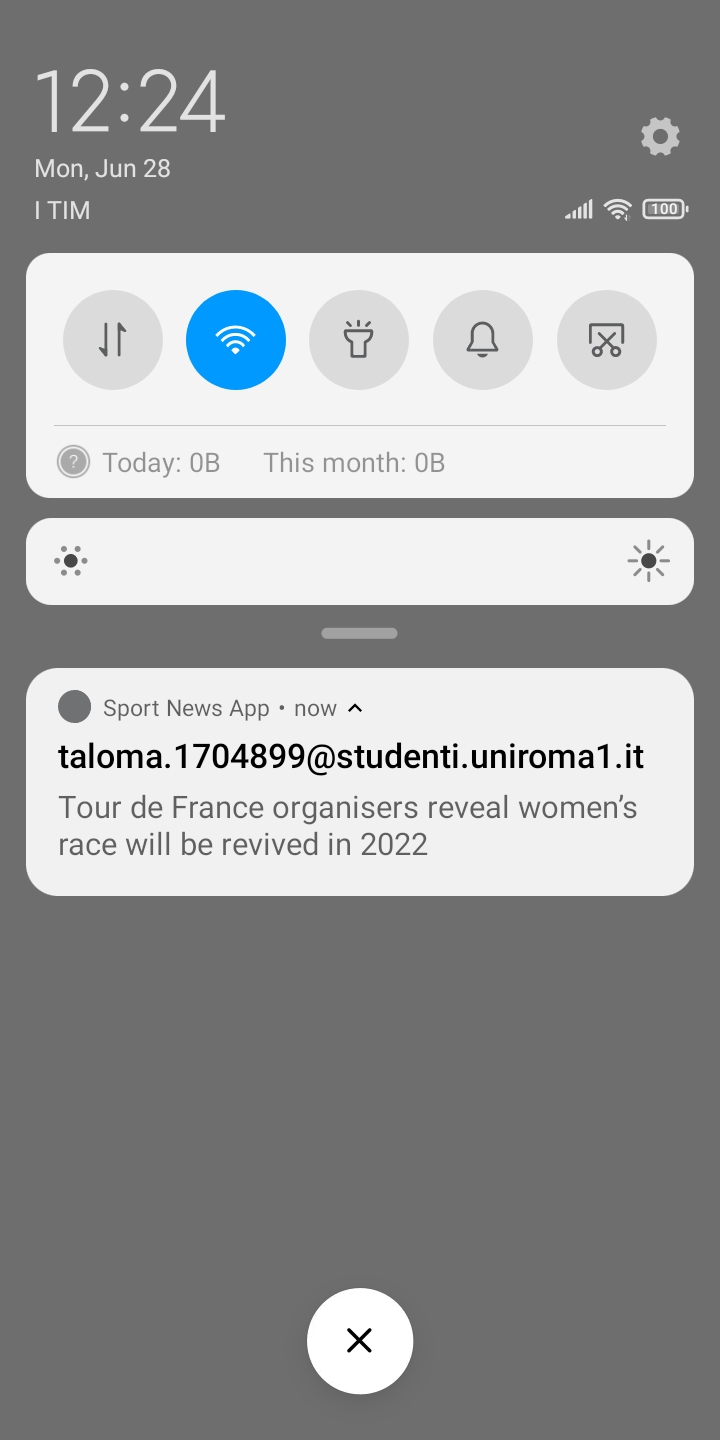 12:24
Mon, Jun 28
I TIM
100
Today: 0B This month: 0B
Sport News App • now
taloma.1704899@studenti.uniroma1.it
Tour de France organisers reveal women’s
race will be revived in 2022